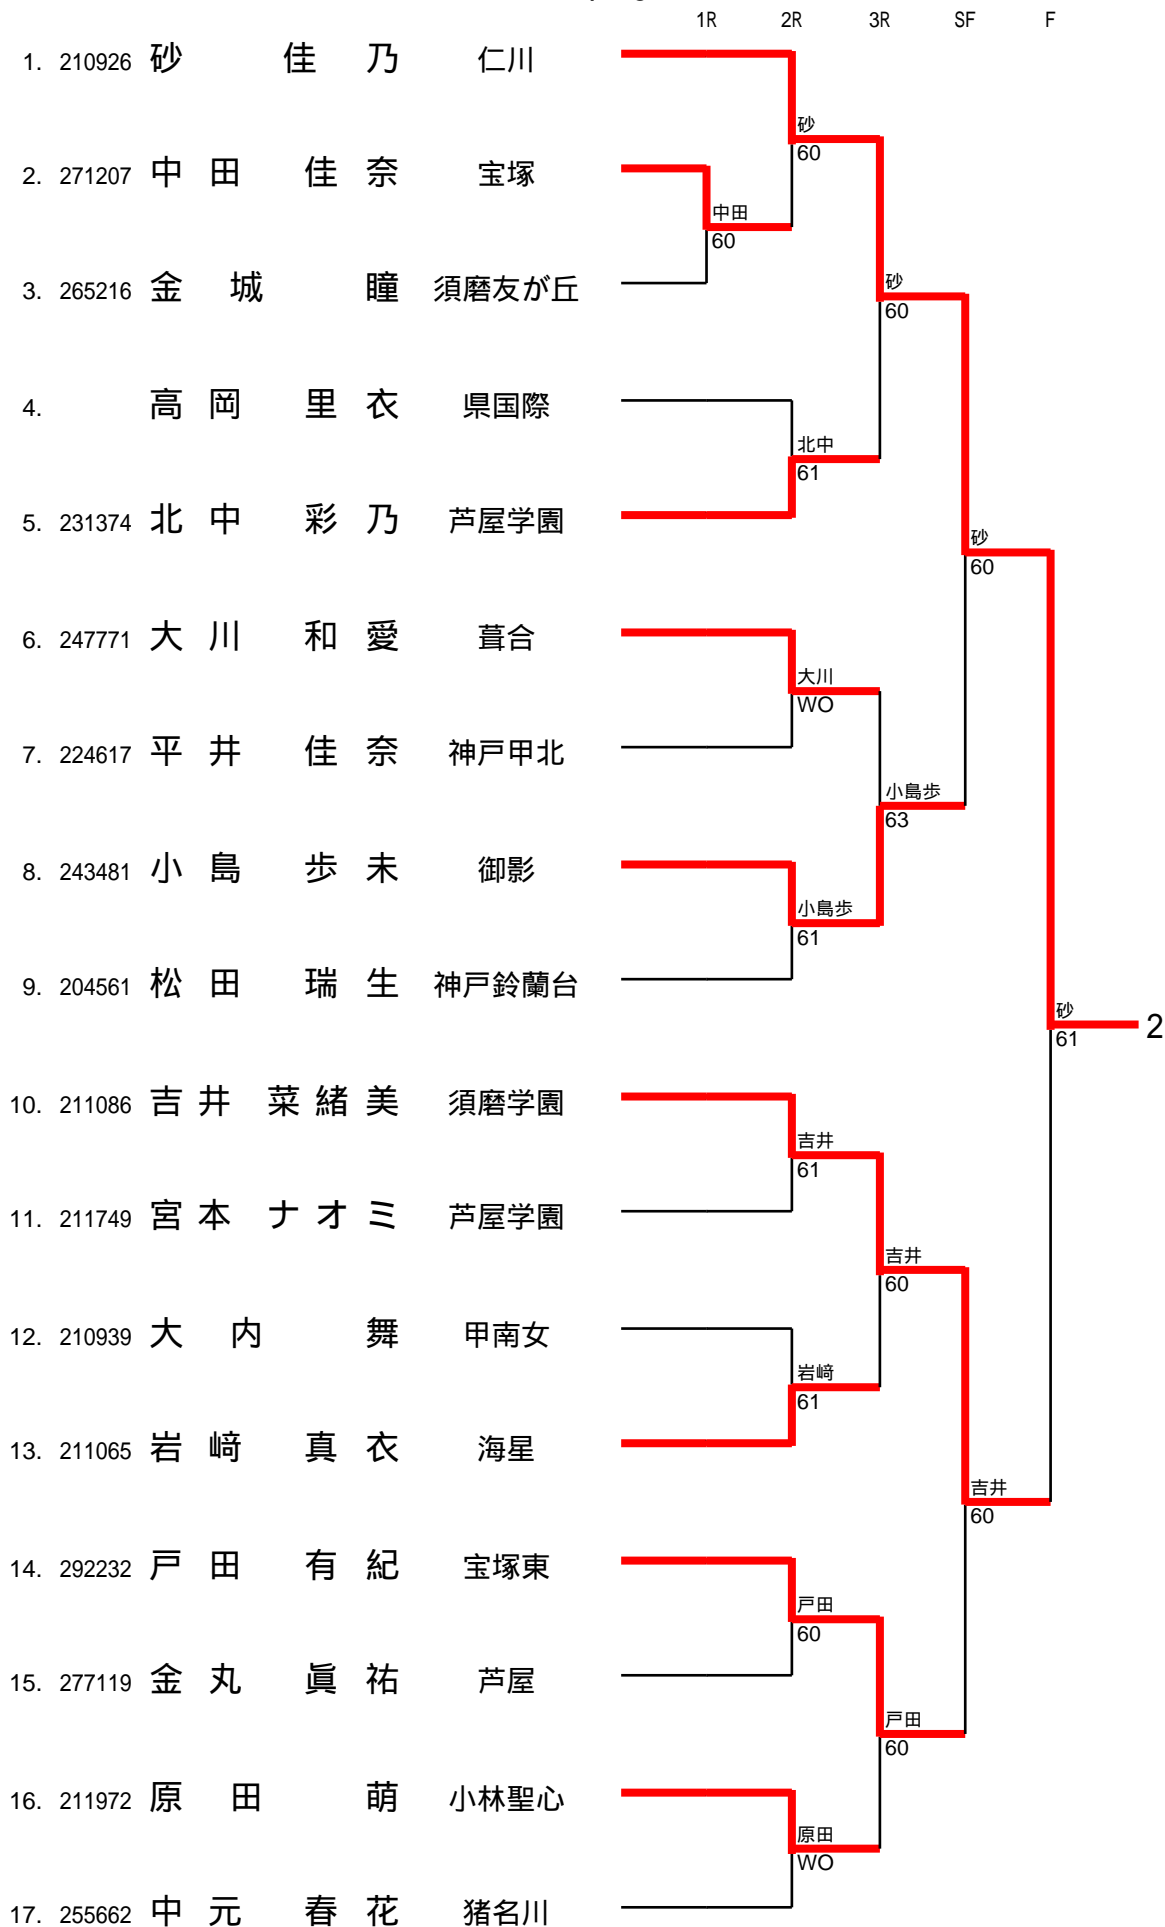 1R 2R 3R SF F
1. 210926 砂 佳 乃 仁川
砂
60
2. 271207 中 田 佳 奈 宝塚
中田
60
3. 265216 金 城 瞳 須磨友が丘
砂
60
4. 高 岡 里 衣 県国際
北中
61
5. 231374 北 中 彩 乃 芦屋学園
砂
60
6. 247771 大 川 和 愛 葺合
大川
WO
7. 224617 平 井 佳 奈 神戸甲北
小島歩
63
8. 243481 小 島 歩 未 御影
小島歩
61
9. 204561 松 田 瑞 生 神戸鈴蘭台
砂
61
2
10. 211086 吉 井 菜 緒 美 須磨学園
吉井
61
11. 211749 宮 本 ナ オ ミ 芦屋学園
吉井
60
12. 210939 大 内 舞 甲南女
岩﨑
61
13. 211065 岩 﨑 真 衣 海星
吉井
60
14. 292232 戸 田 有 紀 宝塚東
戸田
60
15. 277119 金 丸 眞 祐 芦屋
戸田
60
16. 211972 原 田 萌 小林聖心
原田
WO
17. 255662 中 元 春 花 猪名川